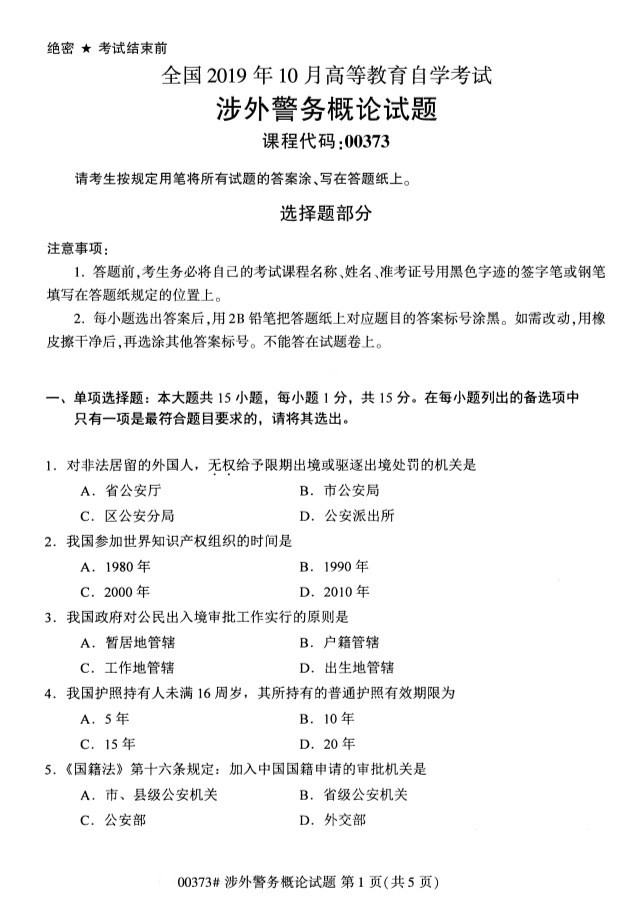 绝密 ★ 考试结束前
全国 2019 年 10 月高等教育自学考试
涉外警务概论试题
课程代码:00373
请考生按规定用笔将所有试题的答案涂、写在答题纸上。
选择题部分
注意事项:
1. 答题前,考生务必将自己的考试课程名称、姓名、准考证号用黑色字迹的签字笔或钢笔
填写在答题纸规定的位置上。
2. 每小题选出答案后,用 2B 铅笔把答题纸上对应题目的答案标号涂黑。如需改动,用橡
皮擦干净后,再选涂其他答案标号。不能答在试题卷上。
一、单项选择题：本大题共 15 小题，每小题 1 分，共 15 分。在每小题列出的备选项中
只有一项是最符合题目要求的，请将其选出。
1．对非法居留的外国人，无权给予限期出境或驱逐出境处罚的机关是
A．省公安厅 B．市公安局
C．区公安分局 D．公安派出所
2．我国参加世界知识产权组织的时间是
A．1980 年 B．1990 年
C．2000 年 D．2010 年
3．我国政府对公民出入境审批工作实行的原则是
A．暂居地管辖 B．户籍管辖
C．工作地管辖 D．出生地管辖
4．我国护照持有人未满 16 周岁，其所持有的普通护照有效期限为
A．5 年 B．10 年
C．15 年 D．20 年
5．《国籍法》第十六条规定：加入中国国籍申请的审批机关是
A．市、县级公安机关 B．省级公安机关
C．公安部 D．外交部
00373# 涉外警务概论试题 第 1 页(共 5 页)